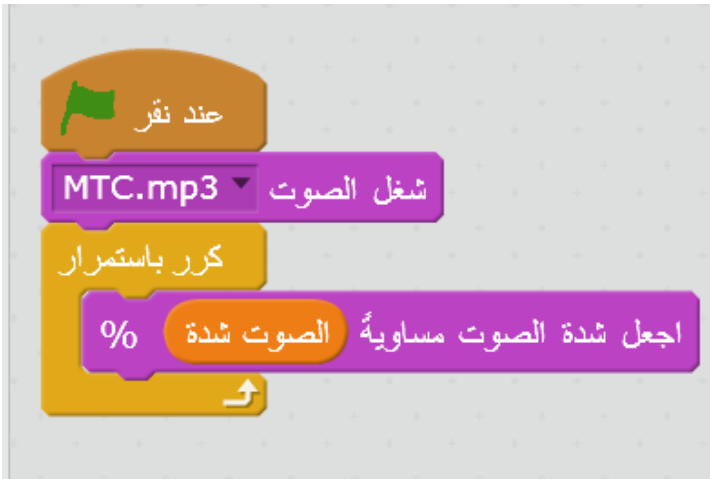 عند نقر
شغل الصوت MTC.mp3
كرر باستمرار
اجعل شدة الصوت مساويةً الصوت شدة %